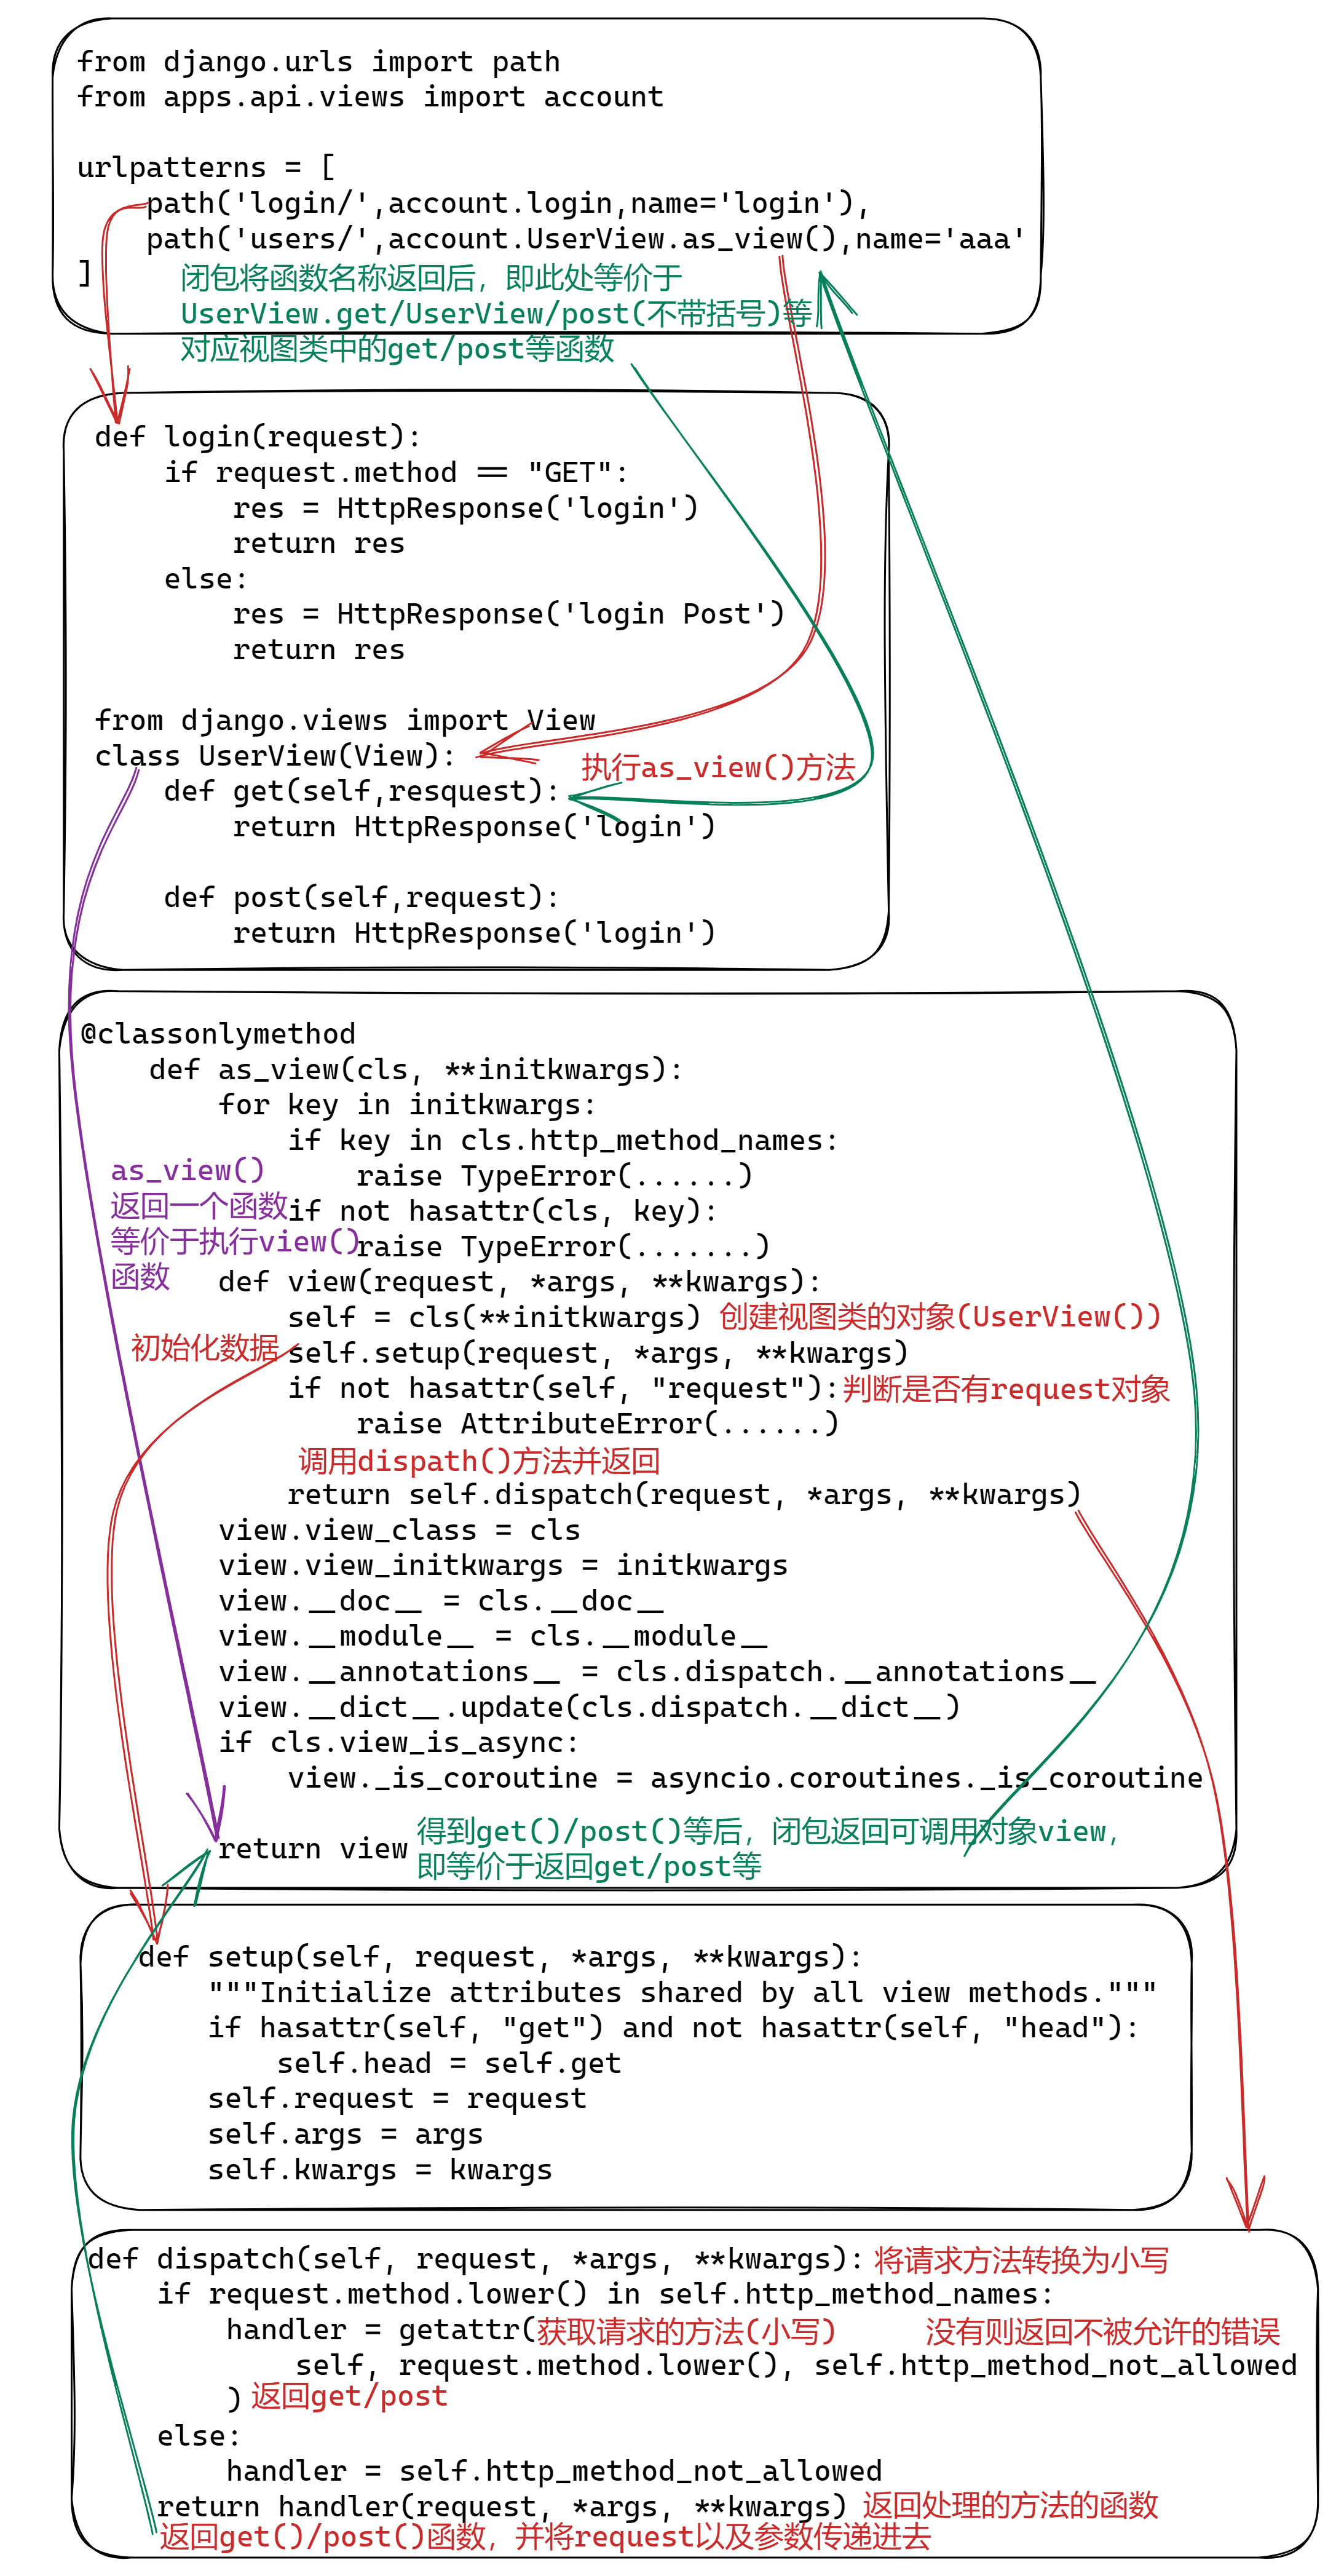 from django.urls import path
from apps.api.views import account
urlpatterns = [
path('login/',account.login,name='login'),
path('users/',account.UserView.as_view(),name='aaa'
]
闭包将函数名称返回后，即此处等价于
UserView.get/UserView/post(不带括号)等，
对应视图类中的get/post等函数
def login(request):
if request.method == "GET":
res = HttpResponse('login')
return res
else:
res = HttpResponse('login Post')
return res
from django.views import View
class UserView(View):
执行as_view()方法
def get(self,resquest):
return HttpResponse('login')
def post(self,request):
return HttpResponse('login')
@classonlymethod
def as_view(cls, **initkwargs):
for key in initkwargs:
if key in cls.http_method_names:
raise TypeError(......)
if not hasattr(cls, key):
raise TypeError(.......)
as_view()
返回一个函数
等价于执行view()
函数
def view(request, *args, **kwargs):
self = cls(**initkwargs) 创建视图类的对象(UserView())
初始化数据 self.setup(request, *args, **kwargs)
if not hasattr(self, "request"): 判断是否有request对象
raise AttributeError(......)
调用dispath()方法并返回
return self.dispatch(request, *args, **kwargs)
view.view_class = cls
view.view_initkwargs = initkwargs
view.__doc__ = cls.__doc__
view.__module__ = cls.__module__
view.__annotations__ = cls.dispatch.__annotations__
view.__dict__.update(cls.dispatch.__dict__)
if cls.view_is_async:
view._is_coroutine = asyncio.coroutines._is_coroutine
return view
得到get()/post()等后，闭包返回可调用对象view，
即等价于返回get/post等
def setup(self, request, *args, **kwargs):
"""Initialize attributes shared by all view methods."""
if hasattr(self, "get") and not hasattr(self, "head"):
self.head = self.get
self.request = request
self.args = args
self.kwargs = kwargs
def dispatch(self, request, *args, **kwargs): 将请求方法转换为小写
if request.method.lower() in self.http_method_names:
handler = getattr( 获取请求的方法(小写) 没有则返回不被允许的错误
self, request.method.lower(), self.http_method_not_allowed
) 返回get/post
else:
handler = self.http_method_not_allowed
return handler(request, *args, **kwargs) 返回处理的方法的函数
返回get()/post()函数，并将request以及参数传递进去